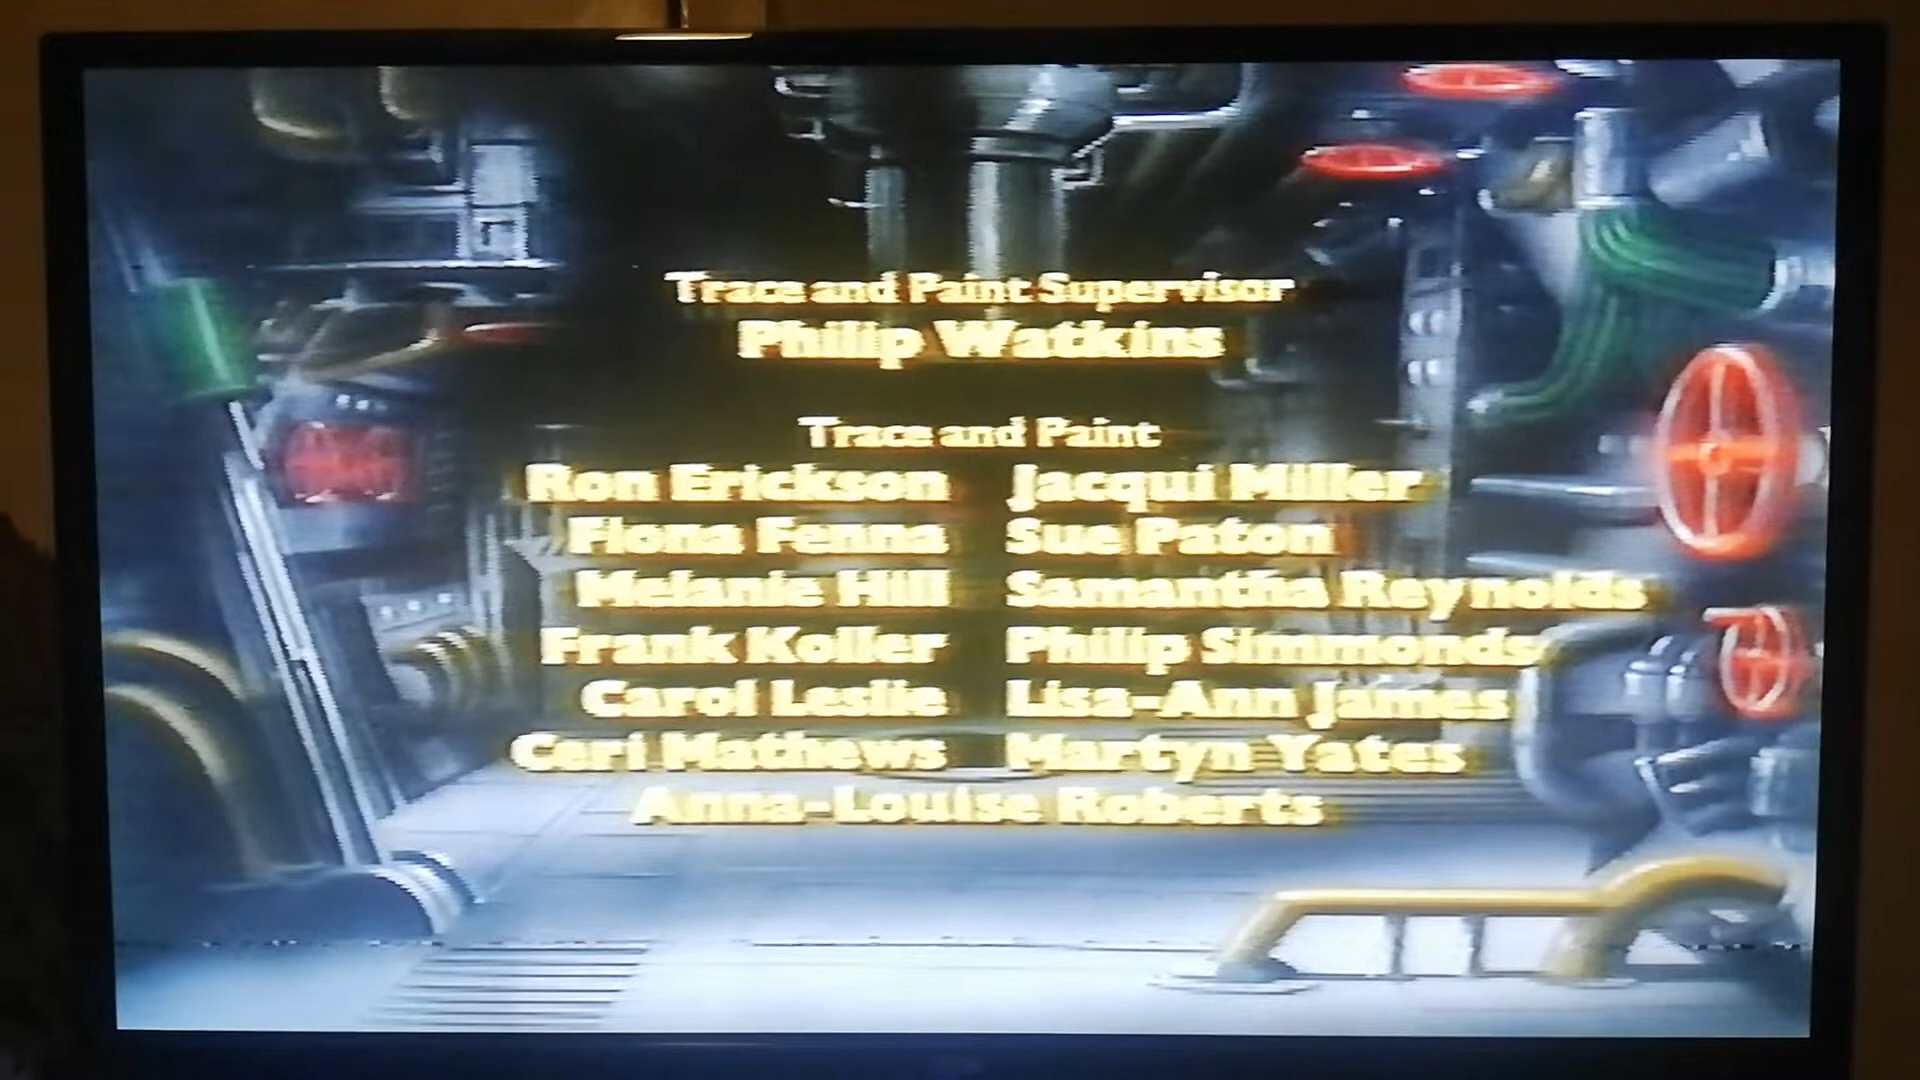 Trace and Paint Supervisor
Philip Watkins
Trace and Paint
Ron Erickson Jacqui Miller
Fiona Fenna Sue Paton
Melanie Hill Samantha Reynolds
Frank Koller Philip Simmonds
Carol Leslie Lisa-Ann James
Ceri Mathews Martyn Yates
Anna-Louise Roberts